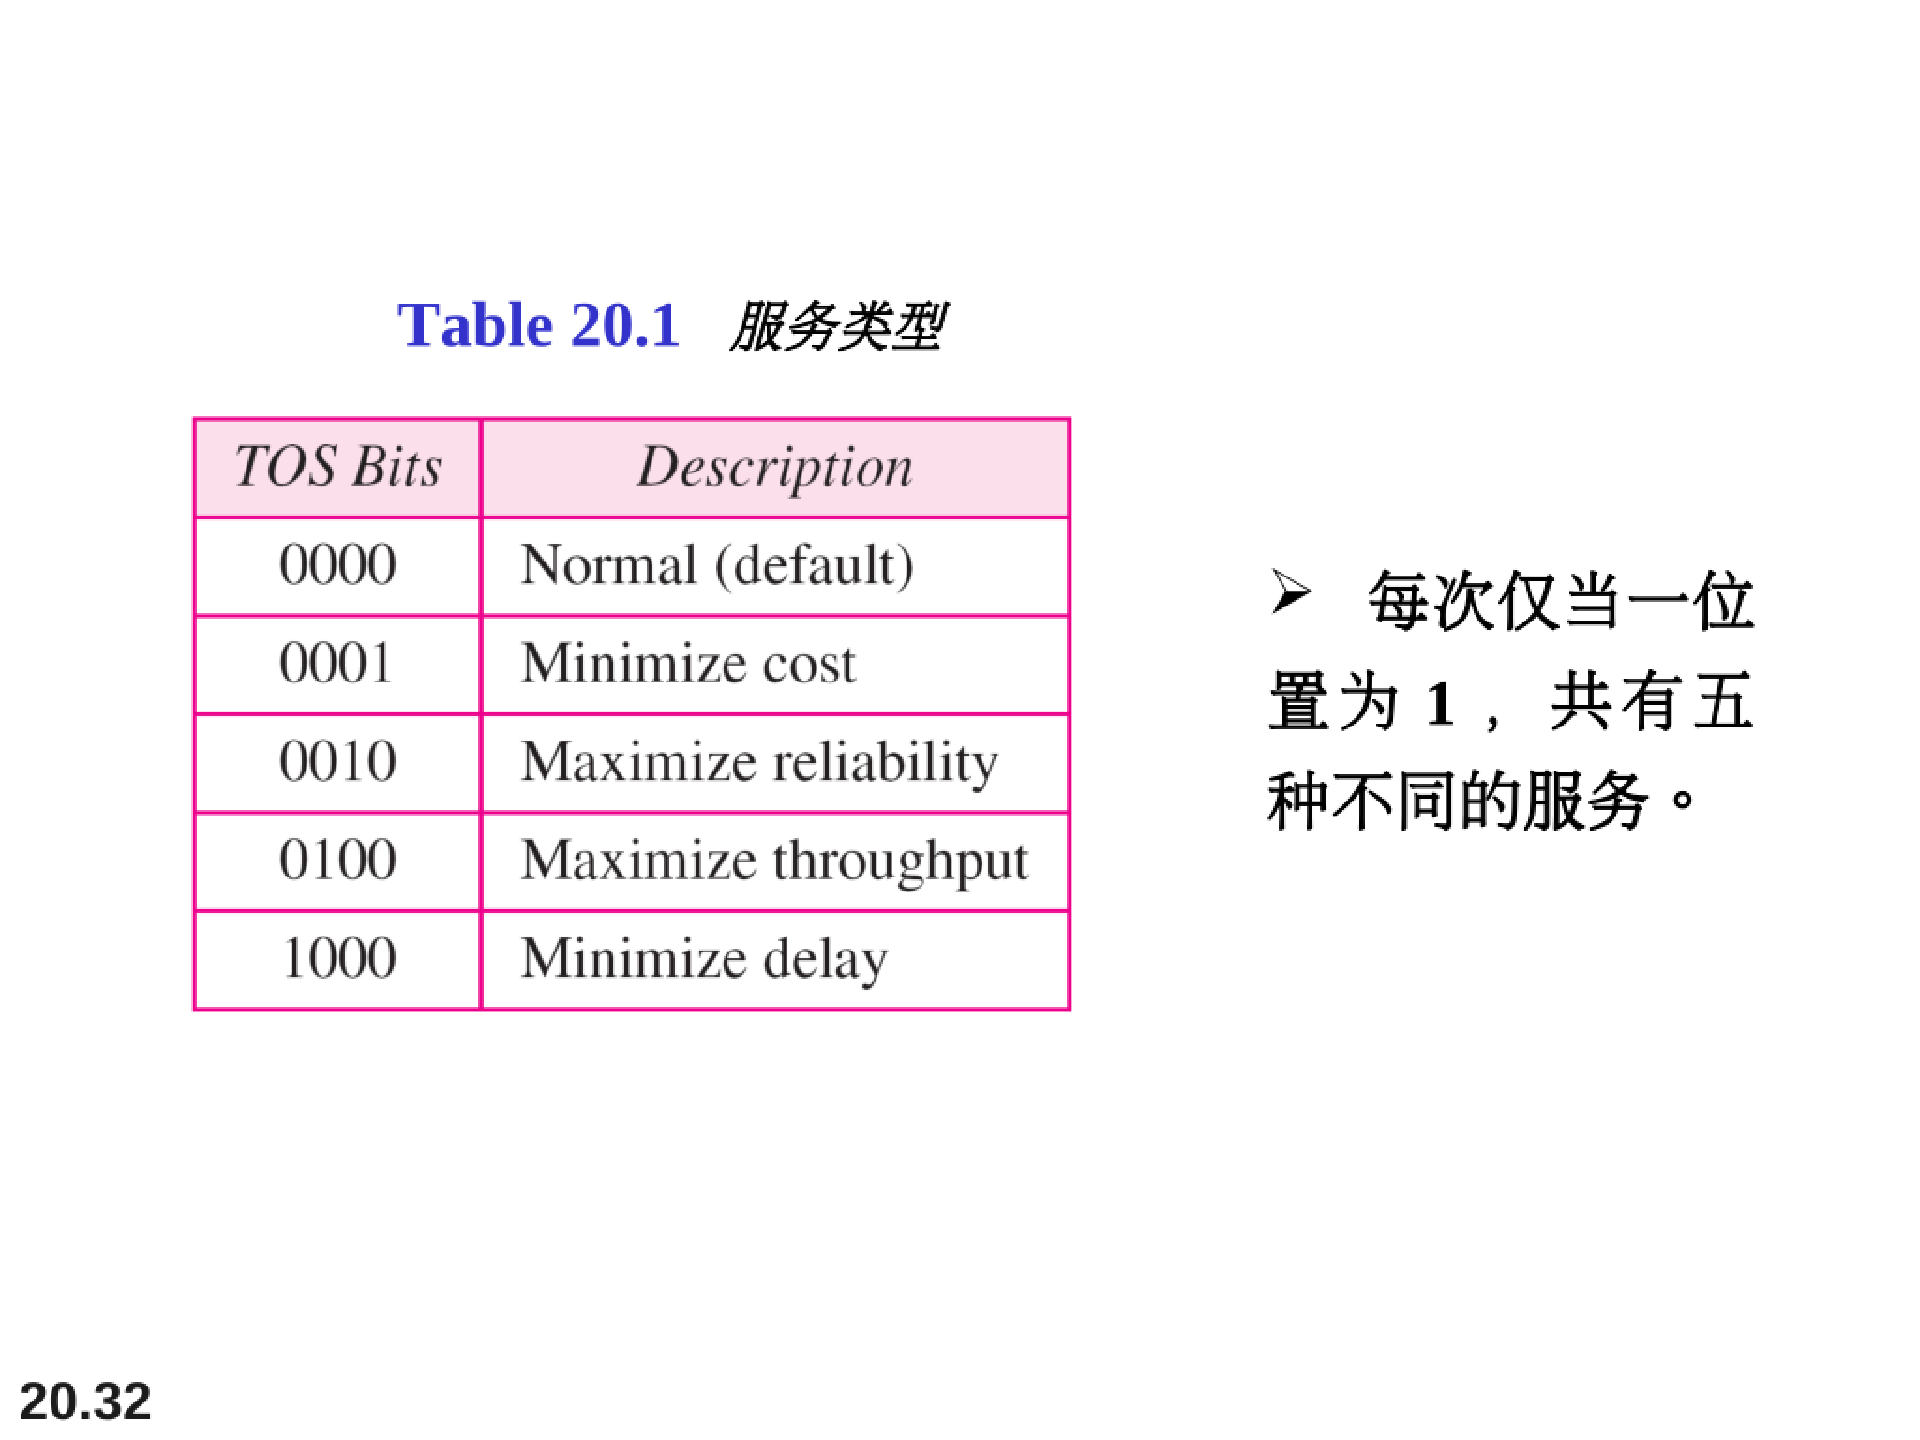 Table 20.1 服务类型
TOS Bits Description
0000 Normal (default)
0001 Minimize cost
0010 Maximize reliability
0100 Maximize throughput
1000 Minimize delay
➢ 每次仅当一位
置为 1 ，共有五
种不同的服务。
20.32